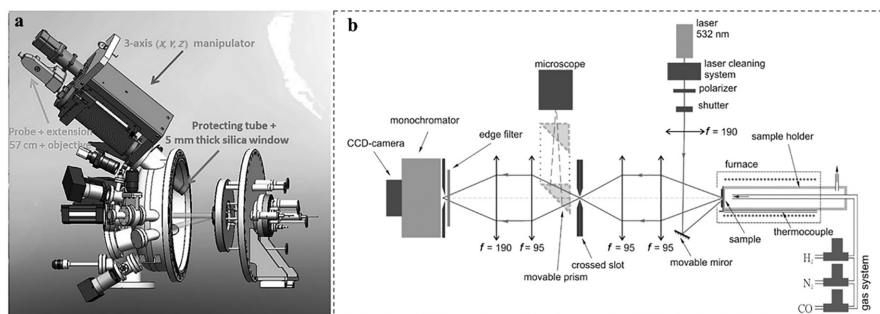 a
3-axis (x, Y, Z) manipulator
Probe + extension
57 cm + objective
Protecting tube +
5 mm thick silica window
b
laser
532 nm
microscope
laser cleaning
system
polarizer
shutter
monochromator
edge filter
CCD-camera
f = 190
sample holder
furnace
f = 190
f = 95
movable prism
crossed slot
f = 95
f = 95
movable miror
sample
thermocouple
H2
N2
CO
gas system